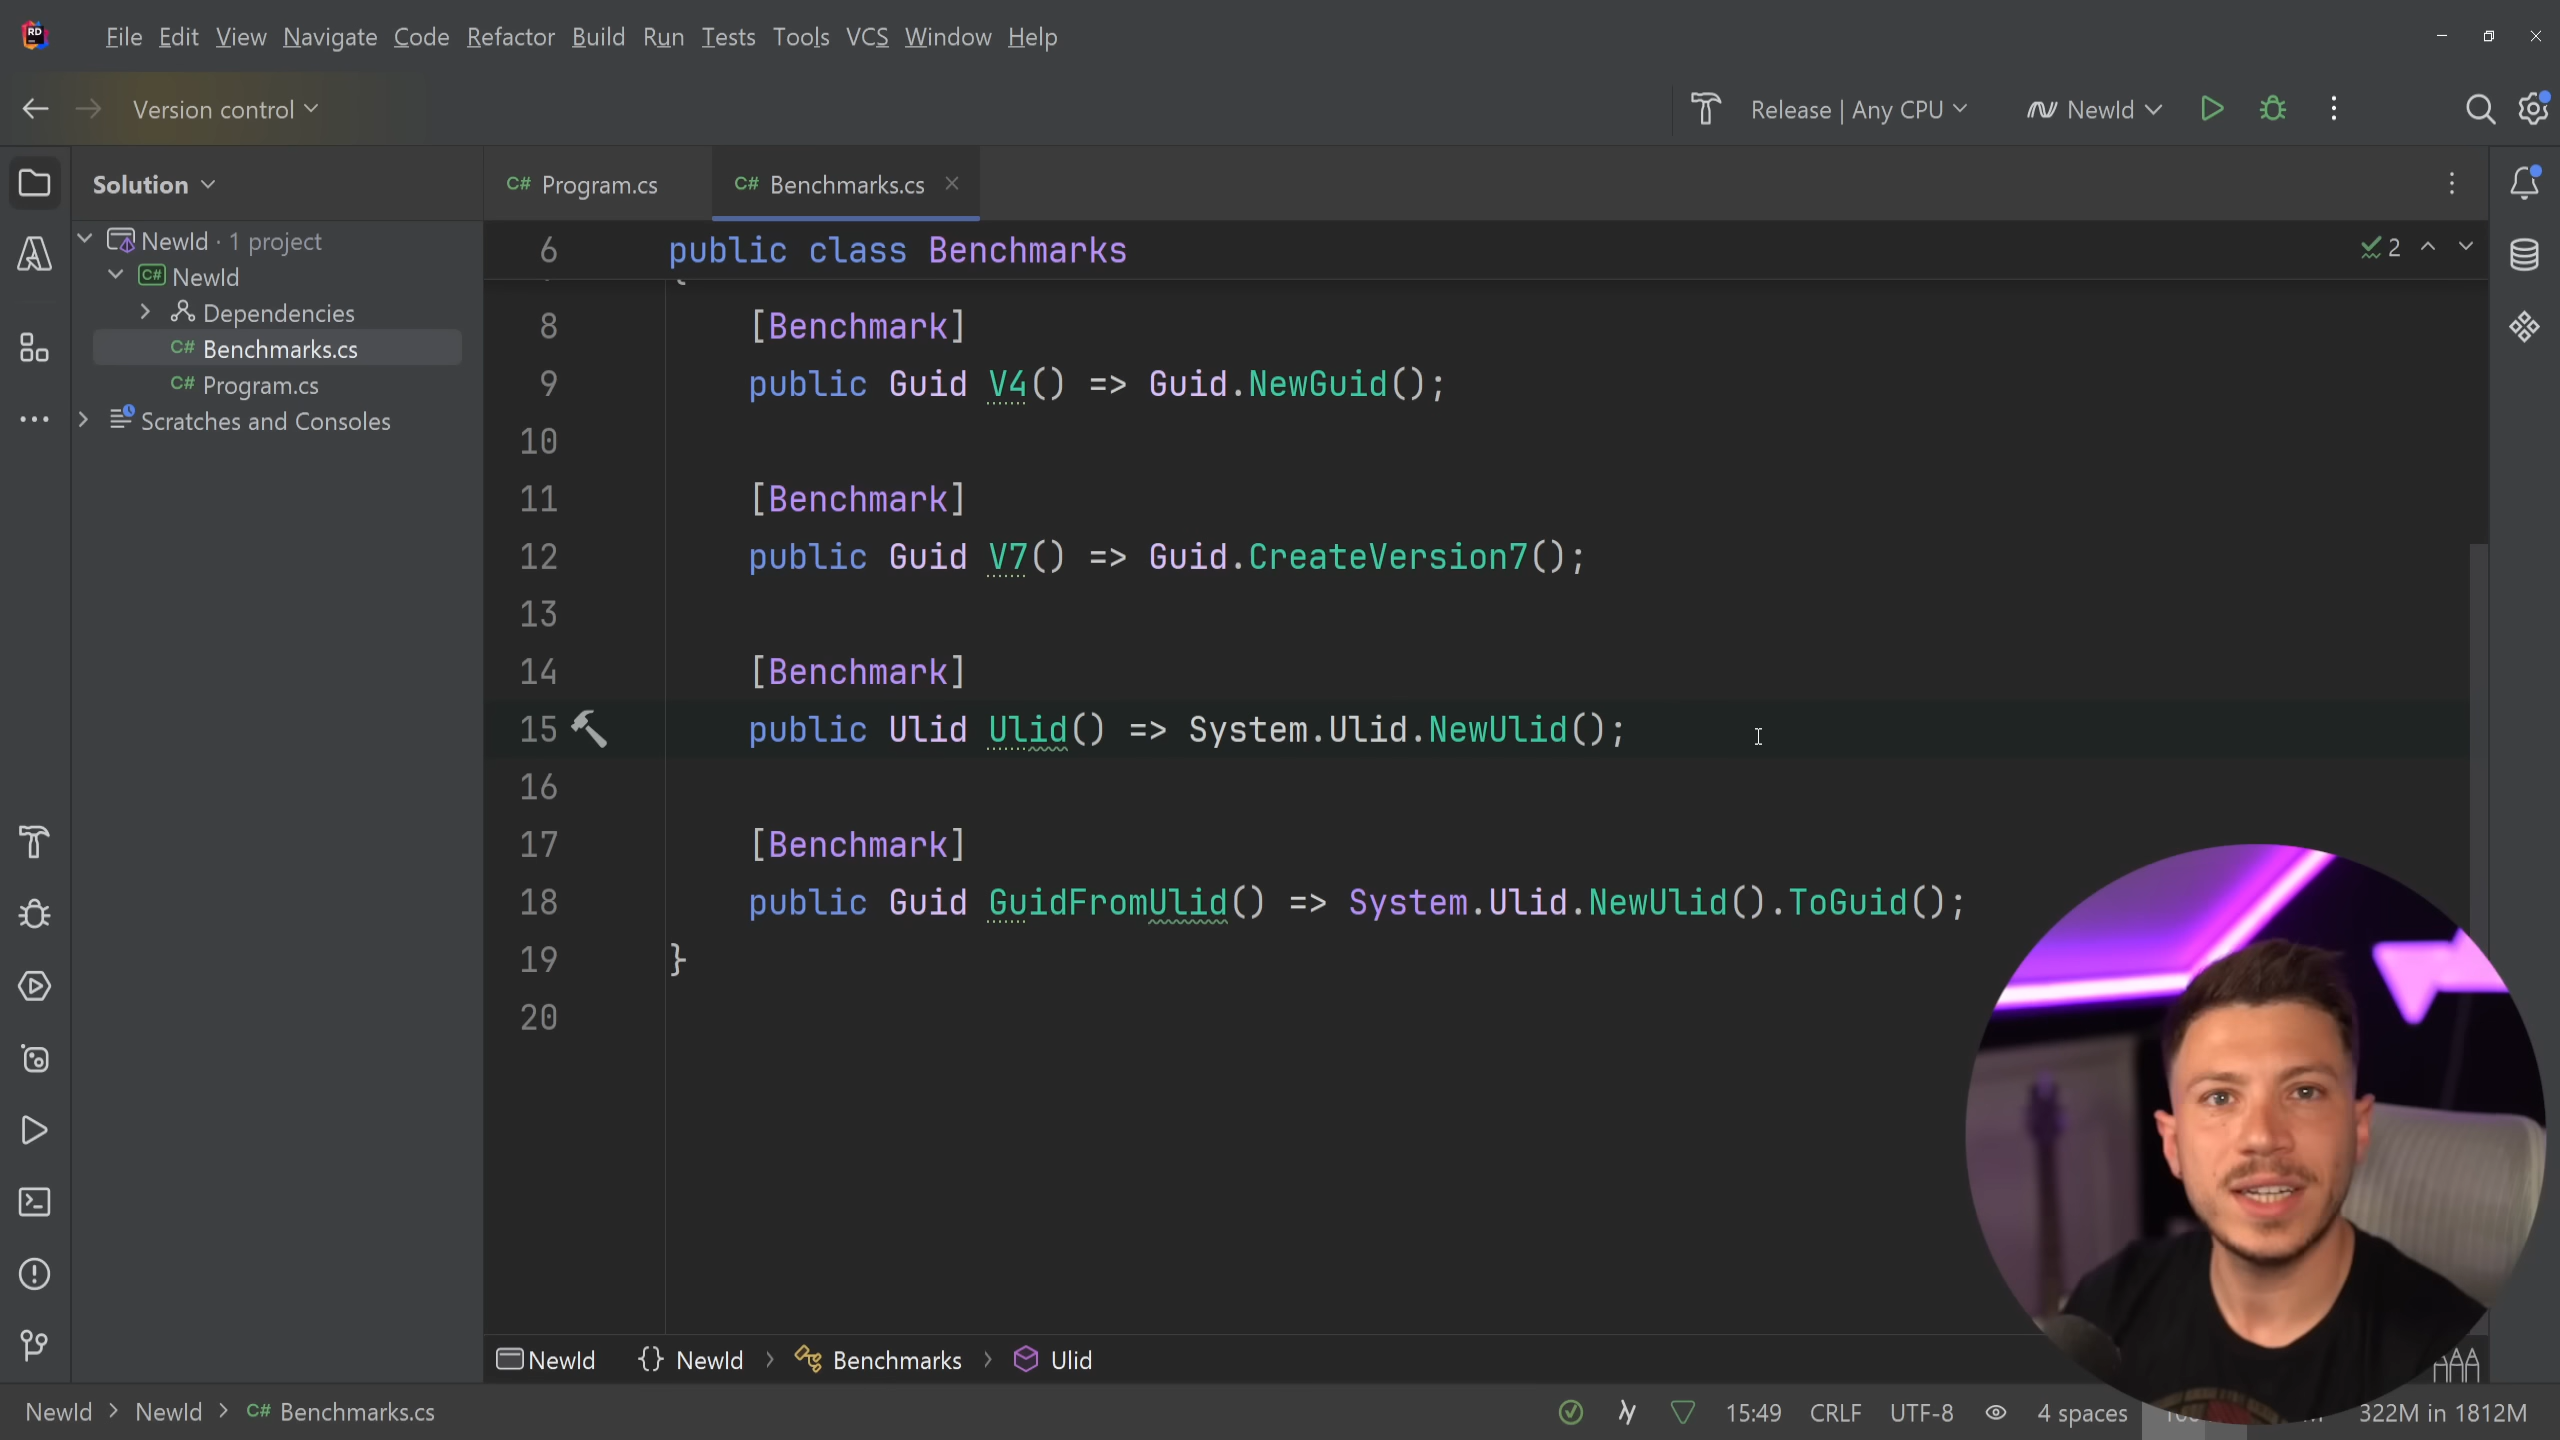 RD File Edit View Navigate Code Refactor Build Run Tests Tools VCS Window Help
Version control
Release | Any CPU
NewId
Solution
C# Program.cs
C# Benchmarks.cs
NewId · 1 project
C# NewId
Dependencies
C# Benchmarks.cs
C# Program.cs
Scratches and Consoles
6 public class Benchmarks
2
{
8 [Benchmark]
9 public Guid V4() => Guid.NewGuid();
10
11 [Benchmark]
12 public Guid V7() => Guid.CreateVersion7();
13
14 [Benchmark]
15 public Ulid Ulid() => System.Ulid.NewUlid();
16
17 [Benchmark]
18 public Guid GuidFromUlid() => System.Ulid.NewUlid().ToGuid();
19 }
20
NewId {} NewId Benchmarks Ulid
NewId NewId C# Benchmarks.cs
15:49 CRLF UTF-8 4 spaces 322M in 1812M